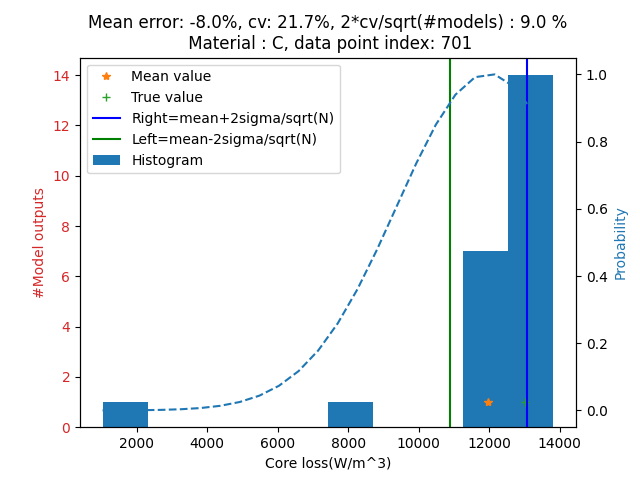 Mean error: -8.0%, cv: 21.7%, 2*cv/sqrt(#models) : 9.0 %
Material : C, data point index: 701
Mean value
True value
Right=mean+2sigma/sqrt(N)
Left=mean-2sigma/sqrt(N)
Histogram
#Model outputs
14
12
10
8
6
4
2
0
1.0
0.8
0.6
0.4
0.2
0.0
Probability
2000 4000 6000 8000 10000 12000 14000
Core loss(W/m^3)